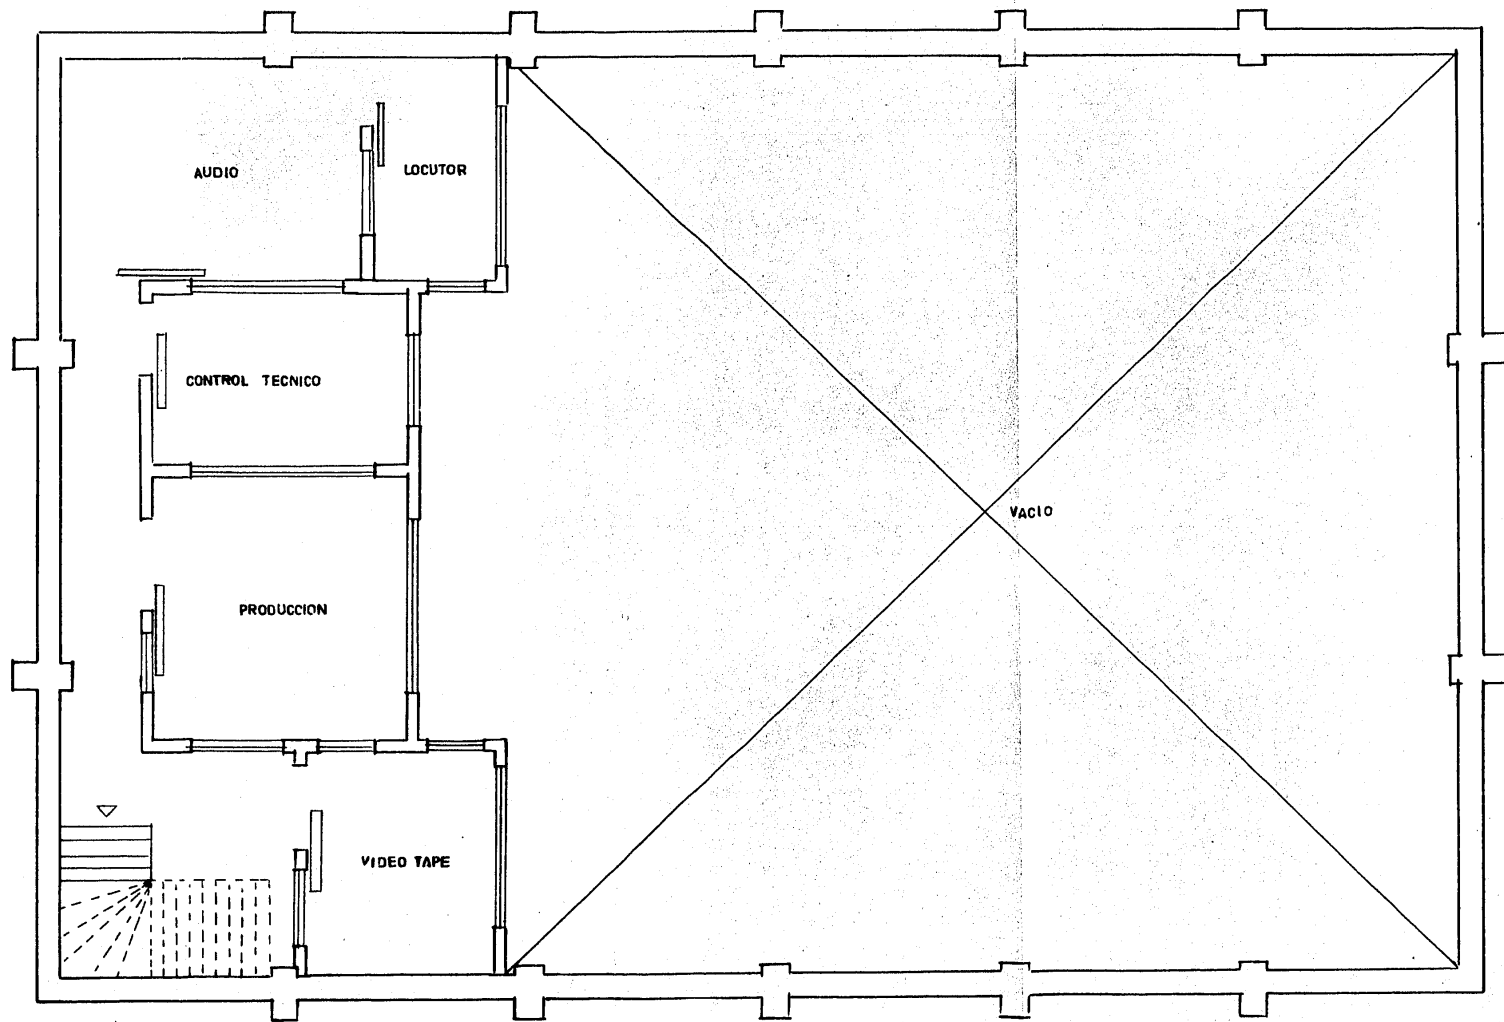 AUDIO
LOCUTOR
CONTROL TECNICO
VACIO
PRODUCCION
VIDEO TAPE